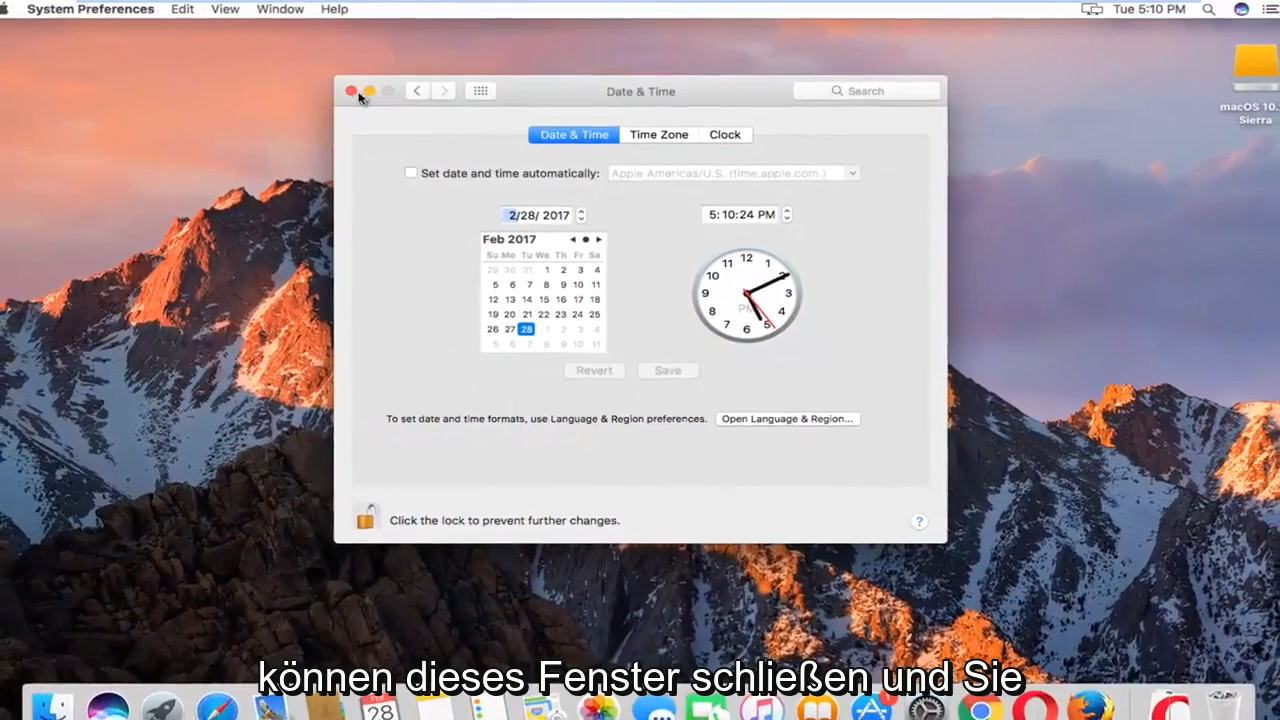 System Preferences Edit View Window Help Tue 5:10 PM
Date & Time Search
macOS 10.
Sierra
Date & Time Time Zone Clock
Set date and time automatically: Apple Americas/U.S. (time.apple.com.)
2/28/ 2017 5:10:24 PM
Feb 2017
Su Mo Tu We Th Fr Sa
29 30 31 1 2 3 4
5 6 7 8 9 10 11
12 13 14 15 16 17 18
19 20 21 22 23 24 25
26 27 28 1 2 3 4
5 6 7 8 9 10 11
12 1 2 3 4 5 6 7 8 9 10 11
PM
Revert Save
To set date and time formats, use Language & Region preferences. Open Language & Region...
Click the lock to prevent further changes. ?
können dieses Fenster schließen und Sie
28